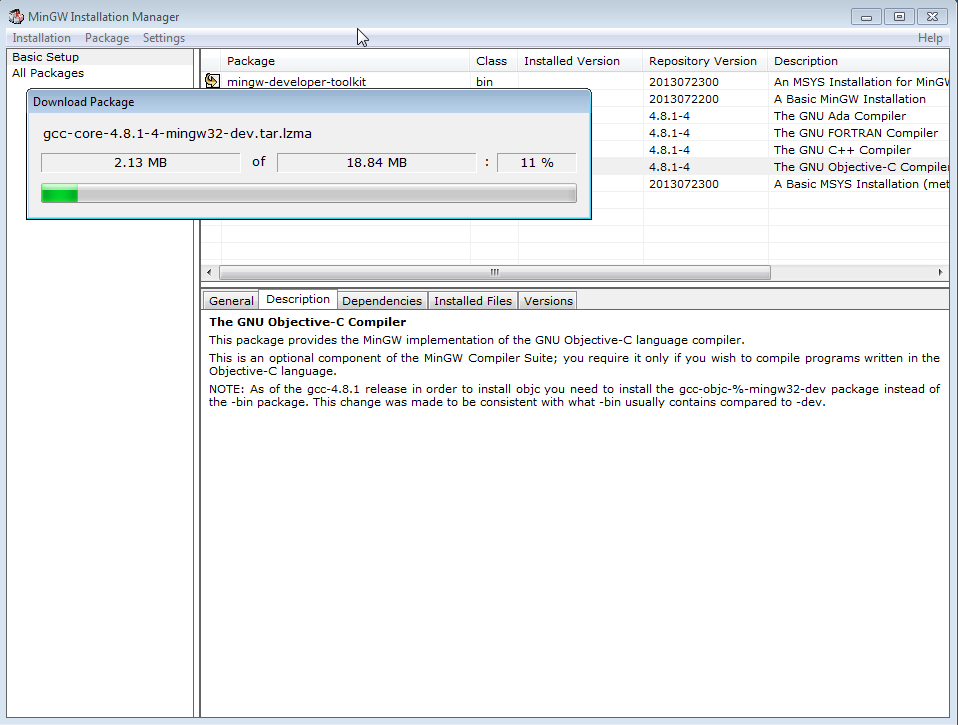 MinGW Installation Manager
Installation Package Settings Help
Basic Setup
All Packages
Package Class Installed Version Repository Version Description
mingw-developer-toolkit bin 2013072300 An MSYS Installation for MinGW
2013072200 A Basic MinGW Installation
4.8.1-4 The GNU Ada Compiler
4.8.1-4 The GNU FORTRAN Compiler
4.8.1-4 The GNU C++ Compiler
4.8.1-4 The GNU Objective-C Compiler
2013072300 A Basic MSYS Installation (met
Download Package
gcc-core-4.8.1-4-mingw32-dev.tar.lzma
2.13 MB of 18.84 MB : 11 %
General Description Dependencies Installed Files Versions
The GNU Objective-C Compiler
This package provides the MinGW implementation of the GNU Objective-C language compiler.
This is an optional component of the MinGW Compiler Suite; you require it only if you wish to compile programs written in the
Objective-C language.
NOTE: As of the gcc-4.8.1 release in order to install objc you need to install the gcc-objc-%-mingw32-dev package instead of
the -bin package. This change was made to be consistent with what -bin usually contains compared to -dev.